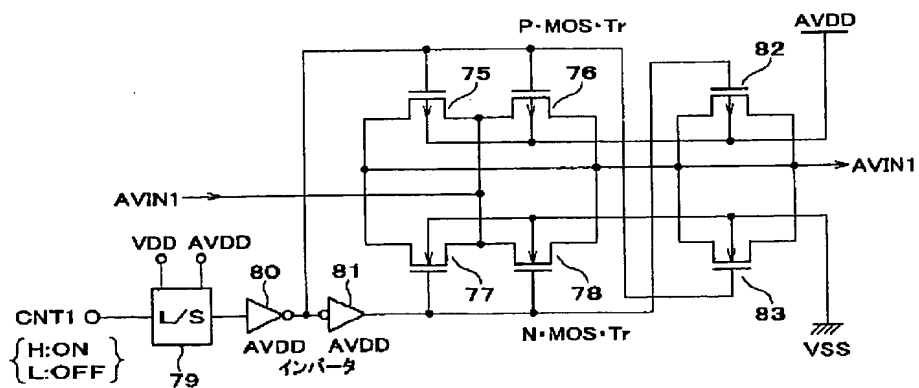 P·MOS·Tr
AVDD
82
75
76
AVIN1
AVIN1
VDD AVDD
80
81
77
78
83
CNT1
L/S
{H:ON
L:OFF}
79
AVDD
AVDD
インバータ
N·MOS·Tr
VSS